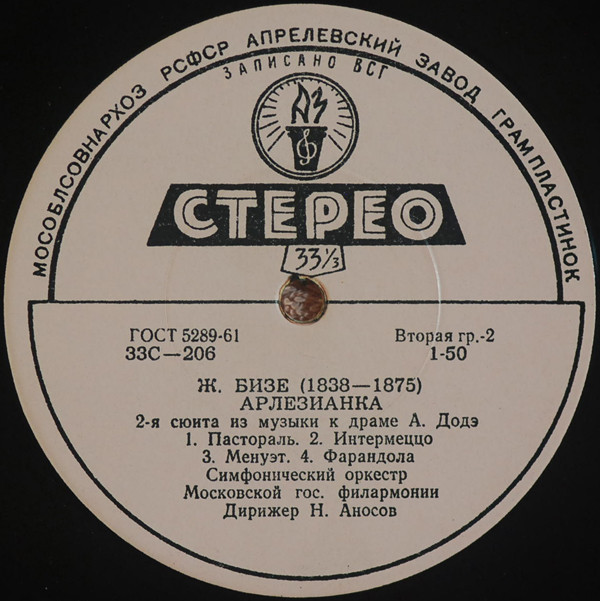 МОСОБЛСОВНАРХОЗ РСФСР АПРЕЛЕВСКИЙ ЗАВОД ГРАМПЛАСТИНОК
ЗАПИСАНО ВСГ
АЗ
СТЕРЕО
33⅓
ГОСТ 5289-61 Вторая гр.-2
33С—206 1-50
Ж. БИЗЕ (1838—1875)
АРЛЕЗИАНКА
2-я сюита из музыки к драме А. Додэ
1. Пастораль. 2. Интермеццо
3. Менуэт. 4. Фарандола
Симфонический оркестр
Московской гос. филармонии
Дирижер Н. Аносов